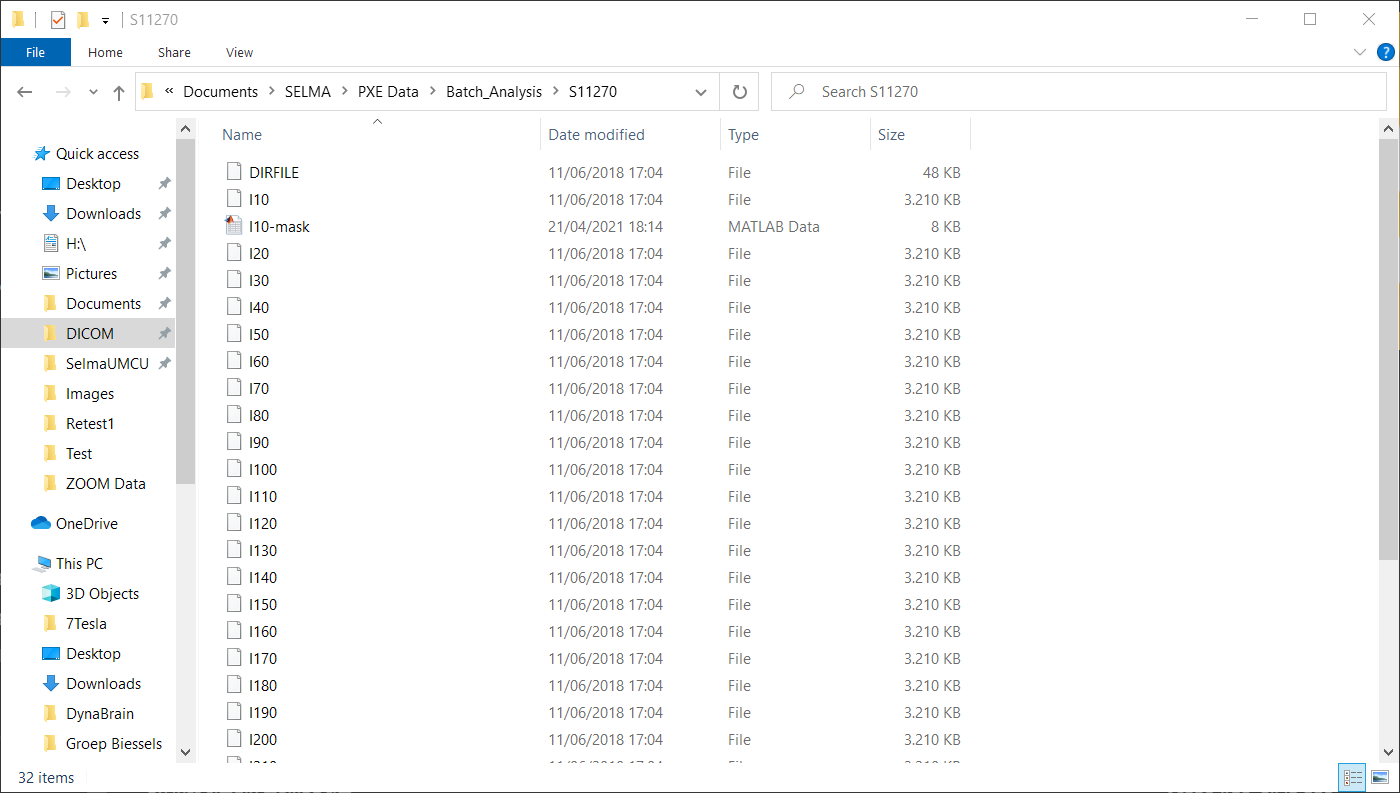 S11270
File Home Share View
« Documents > SELMA > PXE Data > Batch_Analysis > S11270
Search S11270
Quick access
Desktop
Downloads
H:\
Pictures
Documents
DICOM
SelmaUMCU
Images
Retest1
Test
ZOOM Data
OneDrive
This PC
3D Objects
7Tesla
Desktop
Downloads
DynaBrain
Groep Biessels
Name Date modified Type Size
DIRFILE 11/06/2018 17:04 File 48 KB
I10 11/06/2018 17:04 File 3.210 KB
I10-mask 21/04/2021 18:14 MATLAB Data 8 KB
I20 11/06/2018 17:04 File 3.210 KB
I30 11/06/2018 17:04 File 3.210 KB
I40 11/06/2018 17:04 File 3.210 KB
I50 11/06/2018 17:04 File 3.210 KB
I60 11/06/2018 17:04 File 3.210 KB
I70 11/06/2018 17:04 File 3.210 KB
I80 11/06/2018 17:04 File 3.210 KB
I90 11/06/2018 17:04 File 3.210 KB
I100 11/06/2018 17:04 File 3.210 KB
I110 11/06/2018 17:04 File 3.210 KB
I120 11/06/2018 17:04 File 3.210 KB
I130 11/06/2018 17:04 File 3.210 KB
I140 11/06/2018 17:04 File 3.210 KB
I150 11/06/2018 17:04 File 3.210 KB
I160 11/06/2018 17:04 File 3.210 KB
I170 11/06/2018 17:04 File 3.210 KB
I180 11/06/2018 17:04 File 3.210 KB
I190 11/06/2018 17:04 File 3.210 KB
I200 11/06/2018 17:04 File 3.210 KB
32 items